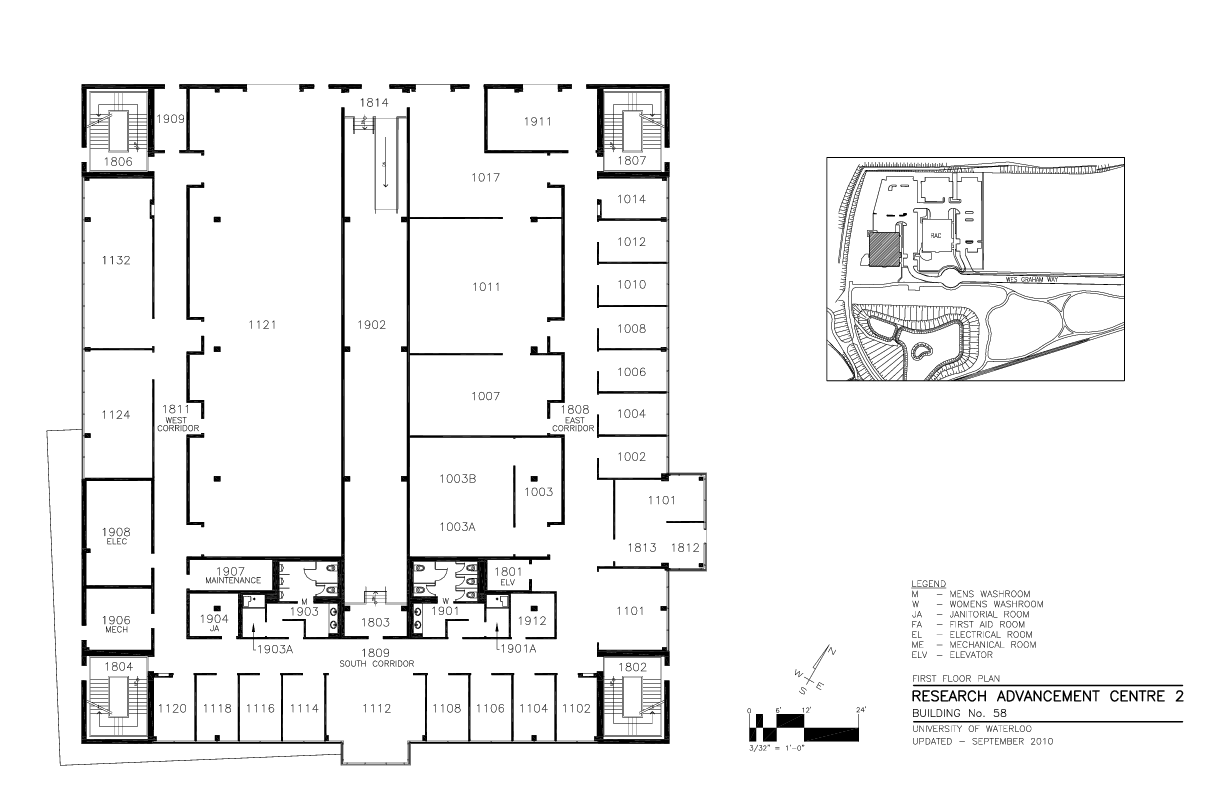 1814
1909
1911
1806
1807
1017
1014
1012
1132
1011
1010
1121
1902
1008
1006
1007
1811
WEST
CORRIDOR
1124
1808
EAST
CORRIDOR
1004
1002
1003B
1003
1101
1003A
1908
ELEC
1813
1812
1907
MAINTENANCE
1801
ELV
M
W
1906
MECH
1904
JA
1903
1803
1901
1912
1101
1903A
1901A
1809
SOUTH CORRIDOR
1804
1802
1120
1118
1116
1114
1112
1108
1106
1104
1102
UP
DN
RAC
WES GRAHAM WAY
N
W
E
S
0 6' 12' 24'
3/32" = 1'-0"
LEGEND
M – MENS WASHROOM
W – WOMENS WASHROOM
JA – JANITORIAL ROOM
FA – FIRST AID ROOM
EL – ELECTRICAL ROOM
ME – MECHANICAL ROOM
ELV – ELEVATOR
FIRST FLOOR PLAN
RESEARCH ADVANCEMENT CENTRE 2
BUILDING No. 58
UNIVERSITY OF WATERLOO
UPDATED – SEPTEMBER 2010